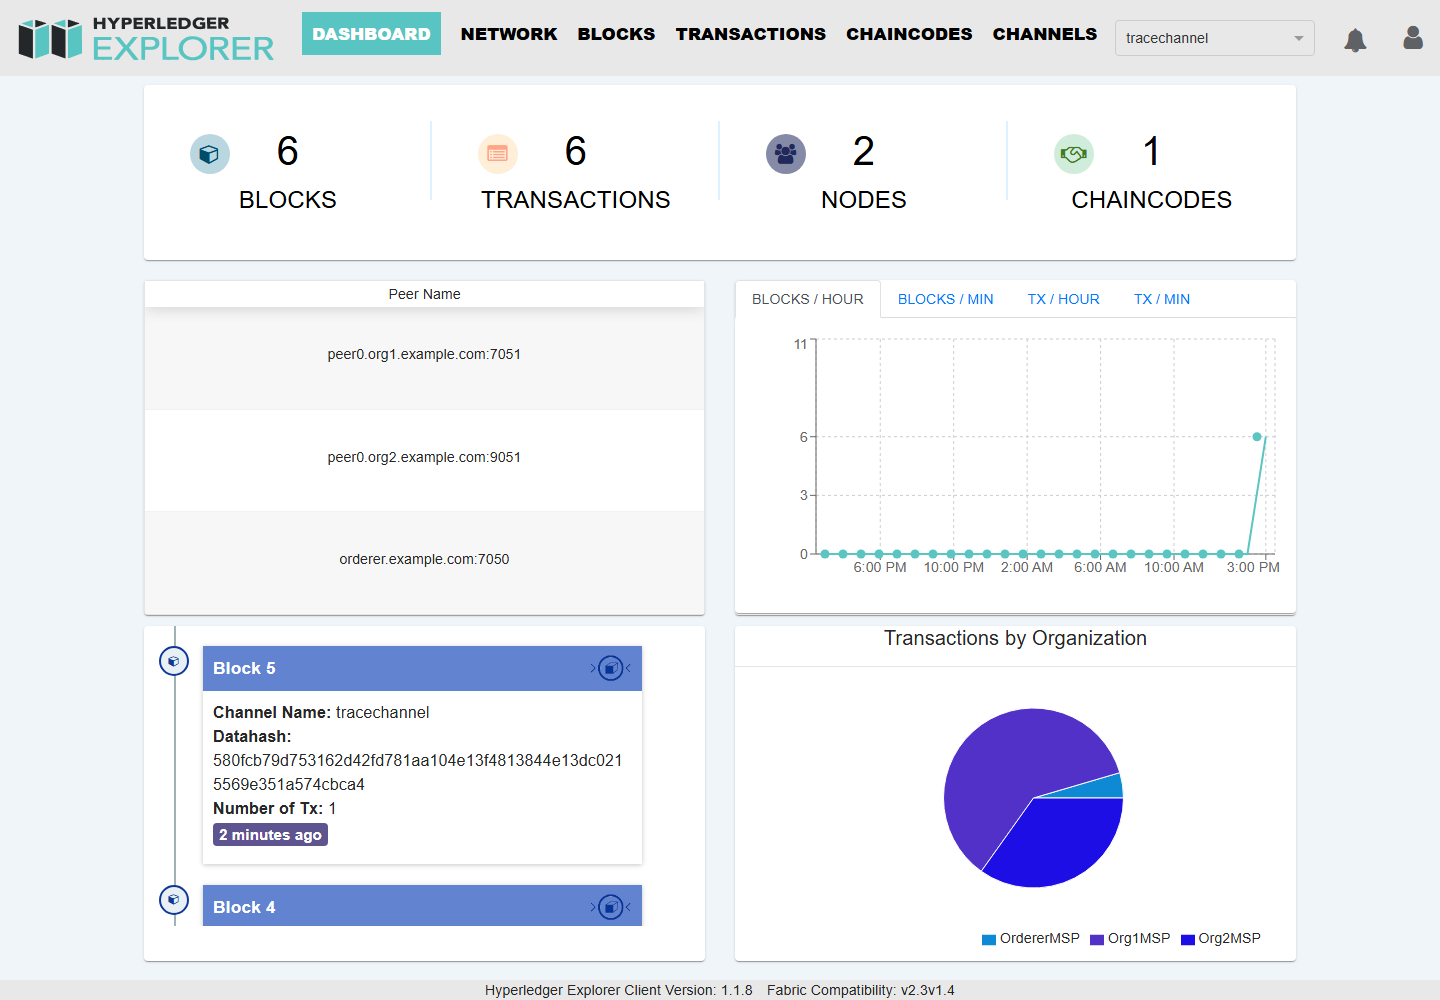 HYPERLEDGER
EXPLORER
DASHBOARD NETWORK BLOCKS TRANSACTIONS CHAINCODES CHANNELS tracechannel
6 6 2 1
BLOCKS TRANSACTIONS NODES CHAINCODES
Peer Name
peer0.org1.example.com:7051
peer0.org2.example.com:9051
orderer.example.com:7050
BLOCKS / HOUR BLOCKS / MIN TX / HOUR TX / MIN
11
6
3
0
6:00 PM 10:00 PM 2:00 AM 6:00 AM 10:00 AM 3:00 PM
Block 5
Channel Name: tracechannel
Datahash:
580fcb79d753162d42fd781aa104e13f4813844e13dc021
5569e351a574cbca4
Number of Tx: 1
2 minutes ago
Block 4
Transactions by Organization
OrdererMSP Org1MSP Org2MSP
Hyperledger Explorer Client Version: 1.1.8 Fabric Compatibility: v2.3v1.4